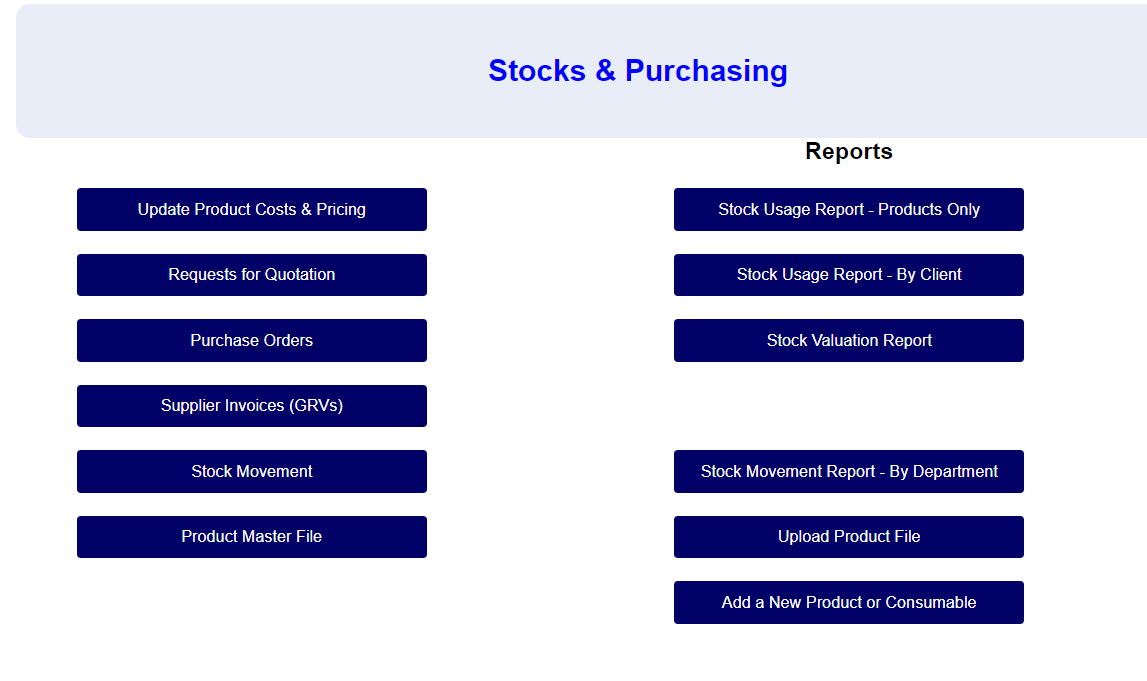 Stocks & Purchasing
Reports
Update Product Costs & Pricing
Stock Usage Report - Products Only
Requests for Quotation
Stock Usage Report - By Client
Purchase Orders
Stock Valuation Report
Supplier Invoices (GRVs)
Stock Movement
Stock Movement Report - By Department
Product Master File
Upload Product File
Add a New Product or Consumable